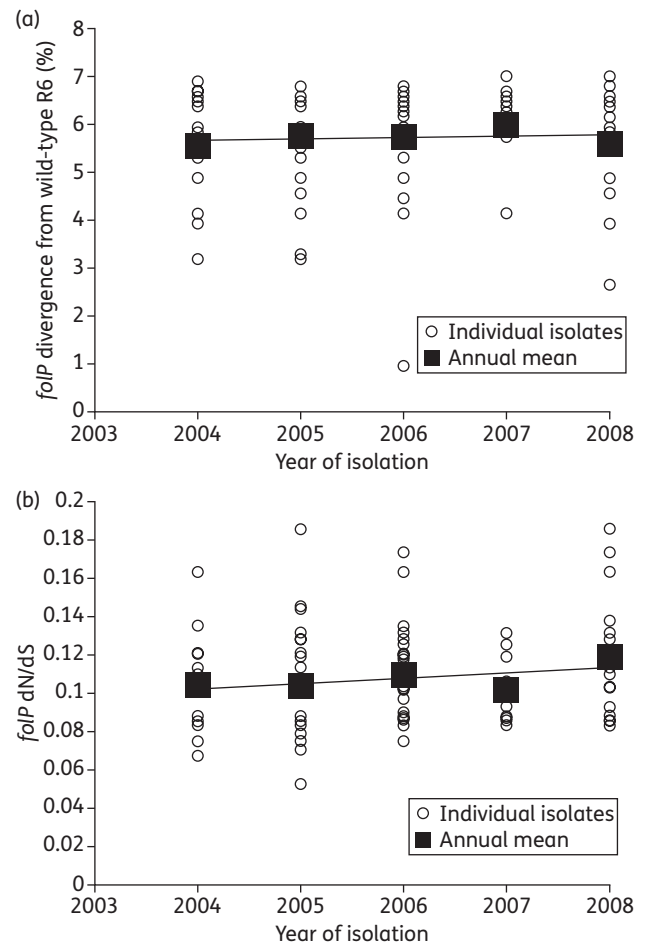 (a)
8
7
6
5
4
3
2
1
0
folP divergence from wild-type R6 (%)
Individual isolates
Annual mean
2003 2004 2005 2006 2007 2008
Year of isolation
(b)
0.2
0.18
0.16
0.14
0.12
0.1
0.08
0.06
0.04
0.02
0
folP dN/dS
Individual isolates
Annual mean
2003 2004 2005 2006 2007 2008
Year of isolation